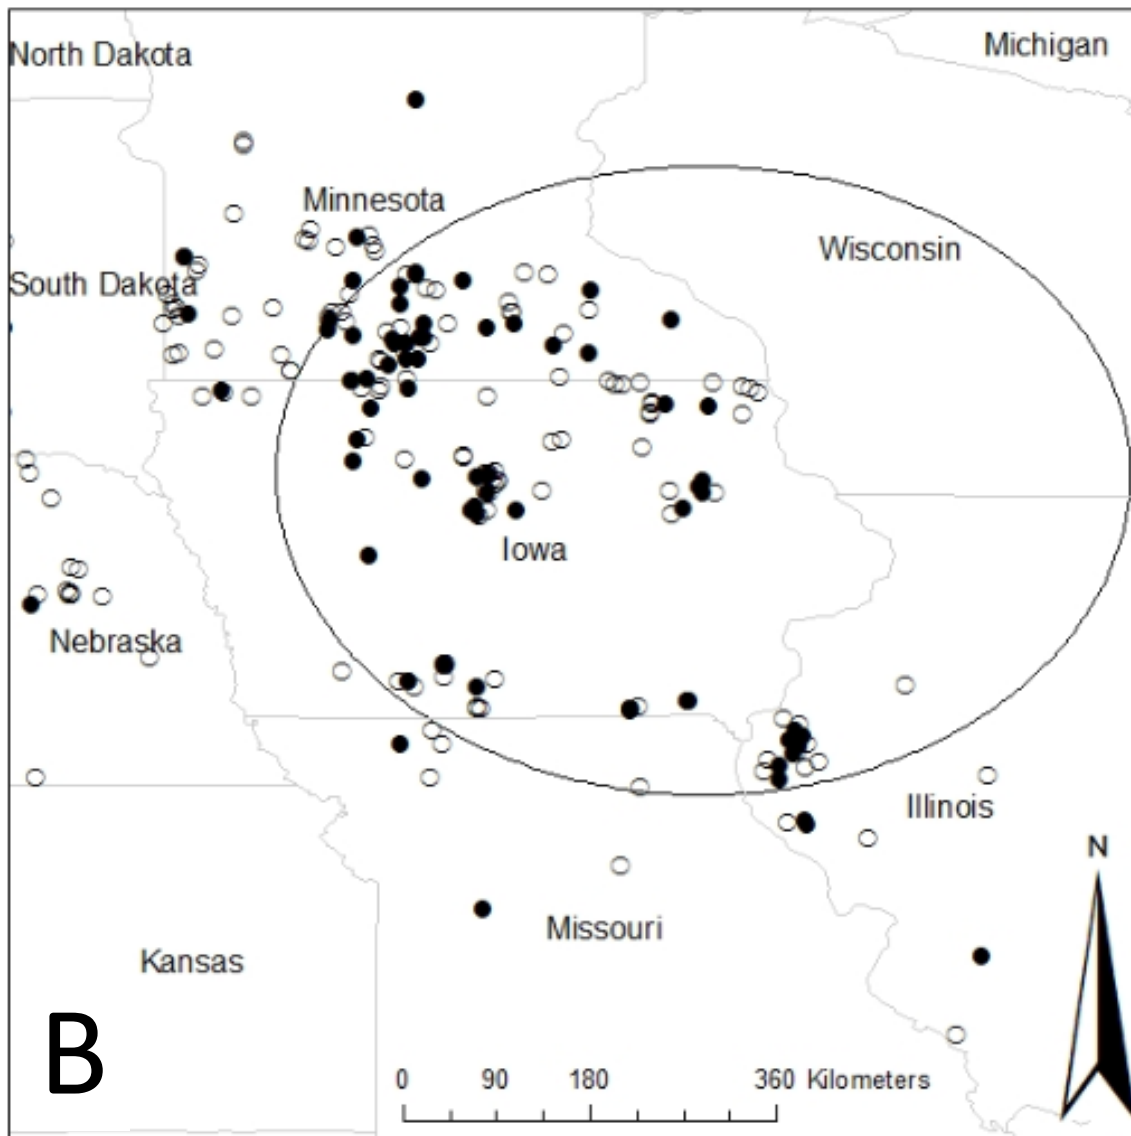 North Dakota
Michigan
Minnesota
Wisconsin
South Dakota
Iowa
Nebraska
Illinois
N
Missouri
Kansas
B
0 90 180 360 Kilometers